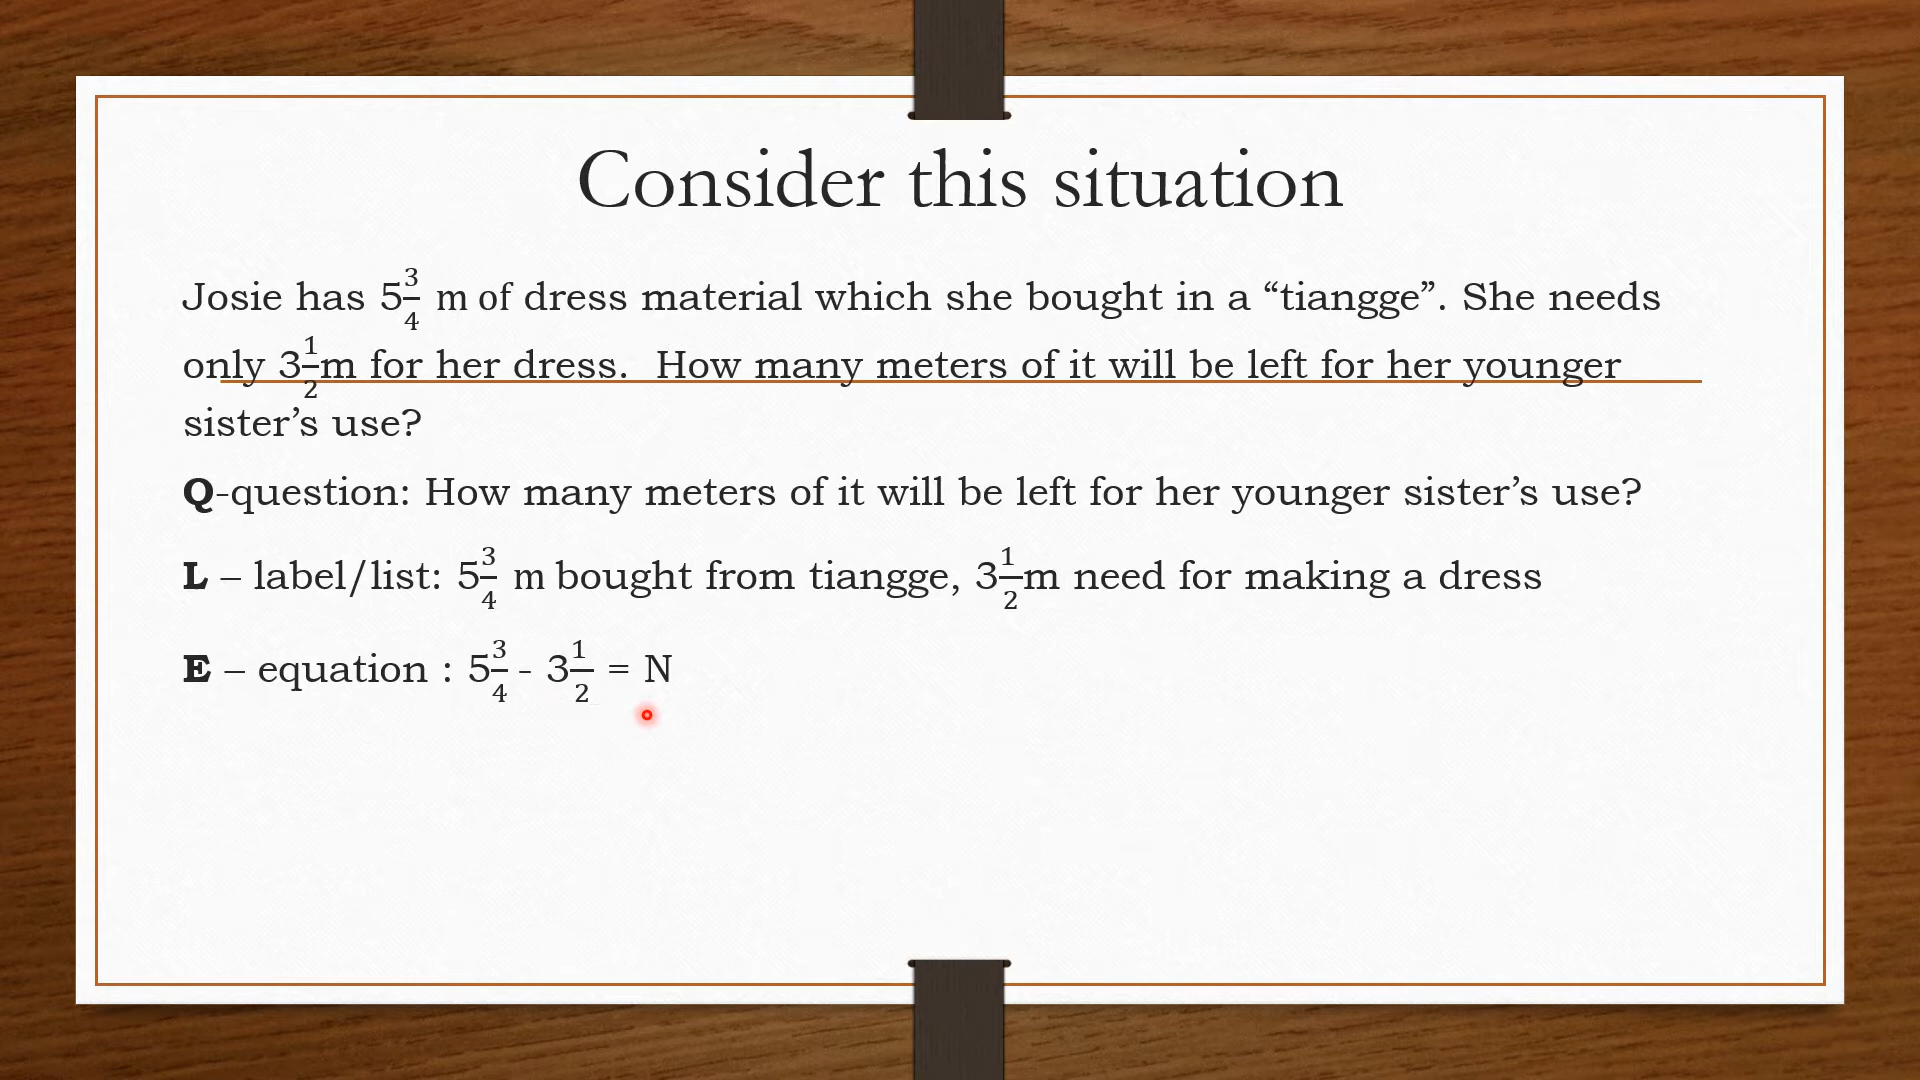 Consider this situation
Josie has 5 3/4 m of dress material which she bought in a “tiangge”. She needs
only 3 1/2m for her dress.  How many meters of it will be left for her younger
sister’s use?
Q-question: How many meters of it will be left for her younger sister’s use?
L – label/list: 5 3/4 m bought from tiangge, 3 1/2m need for making a dress
E – equation : 5 3/4 - 3 1/2 = N